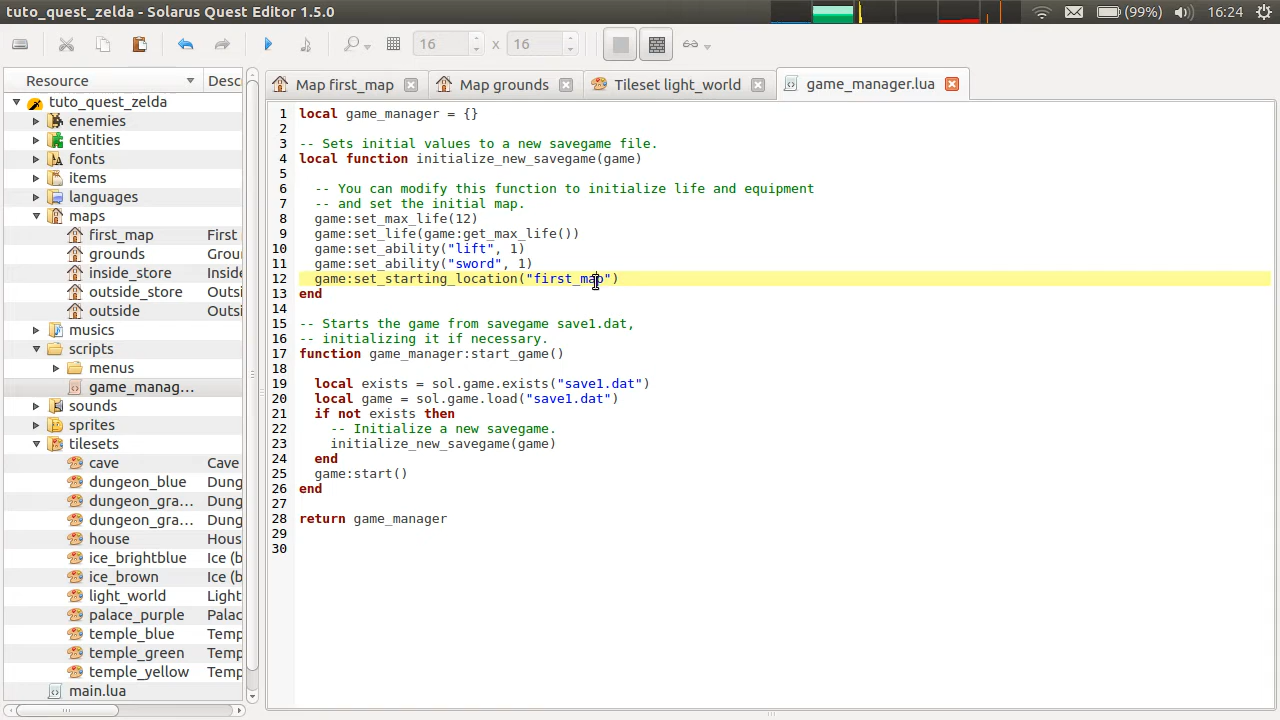 tuto_quest_zelda - Solarus Quest Editor 1.5.0
(99%)
16:24
16 x 16
Resource Desc
tuto_quest_zelda
enemies
entities
fonts
items
languages
maps
first_map First
grounds Grou
inside_store Insid
outside_store Outsi
outside Outsi
musics
scripts
menus
game_manag...
sounds
sprites
tilesets
cave Cave
dungeon_blue Dung
dungeon_gra... Dung
dungeon_gra... Dung
house Hous
ice_brightblue Ice (b
ice_brown Ice (b
light_world Light
palace_purple Palac
temple_blue Temp
temple_green Temp
temple_yellow Temp
main.lua
Map first_map
Map grounds
Tileset light_world
game_manager.lua
1 local game_manager = {}
2
3 -- Sets initial values to a new savegame file.
4 local function initialize_new_savegame(game)
5
6 -- You can modify this function to initialize life and equipment
7 -- and set the initial map.
8 game:set_max_life(12)
9 game:set_life(game:get_max_life())
10 game:set_ability("lift", 1)
11 game:set_ability("sword", 1)
12 game:set_starting_location("first_map")
13 end
14
15 -- Starts the game from savegame save1.dat,
16 -- initializing it if necessary.
17 function game_manager:start_game()
18
19 local exists = sol.game.exists("save1.dat")
20 local game = sol.game.load("save1.dat")
21 if not exists then
22 -- Initialize a new savegame.
23 initialize_new_savegame(game)
24 end
25 game:start()
26 end
27
28 return game_manager
29
30